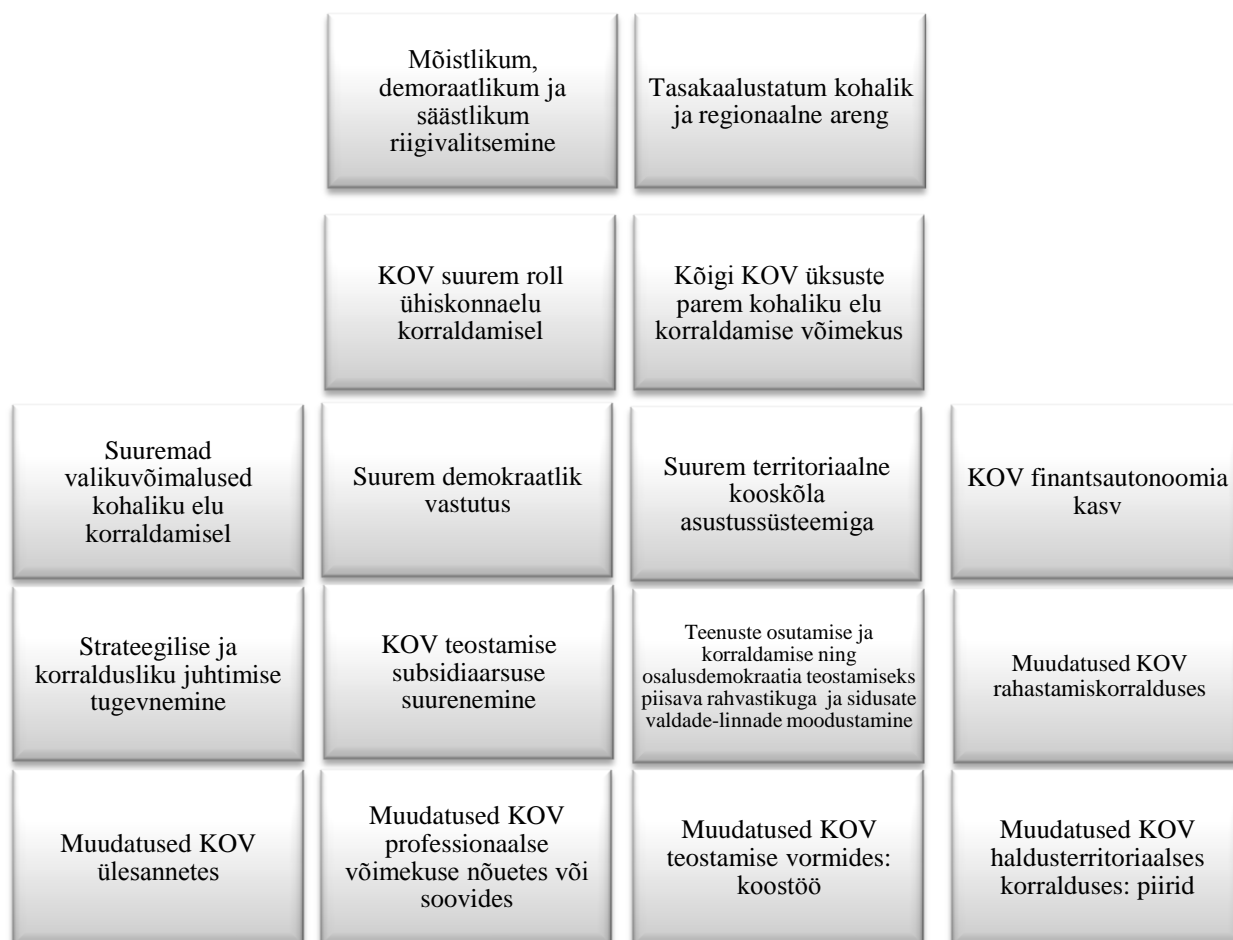 Mõistlikum,
demoraatlikum ja
säästlikum
riigivalitsemine
Tasakaalustatum kohalik
ja regionaalne areng
KOV suurem roll
ühiskonnaelu
korraldamisel
Kõigi KOV üksuste
parem kohaliku elu
korraldamise võimekus
Suuremad
valikuvõimalused
kohaliku elu
korraldamisel
Suurem demokraatlik
vastutus
Suurem territoriaalne
kooskõla
asustussüsteemiga
KOV finantsautonoomia
kasv
Strateegilise ja
korraldusliku juhtimise
tugevnemine
KOV teostamise
subsidiaarsuse
suurenemine
Teenuste osutamise ja
korraldamise ning
osalusdemokraatia teostamiseks
piisava rahvastikuga ja sidusate
valdade-linnade moodustamine
Muudatused KOV
rahastamiskorralduses
Muudatused KOV
ülesannetes
Muudatused KOV
professionaalse
võimekuse nõuetes või
soovides
Muudatused KOV
teostamise vormides:
koostöö
Muudatused KOV
haldusterritoriaalses
korralduses: piirid